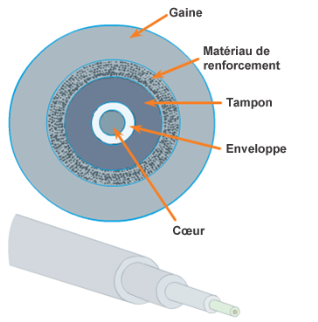 Gaine
Matériau de
renforcement
Tampon
Enveloppe
Cœur